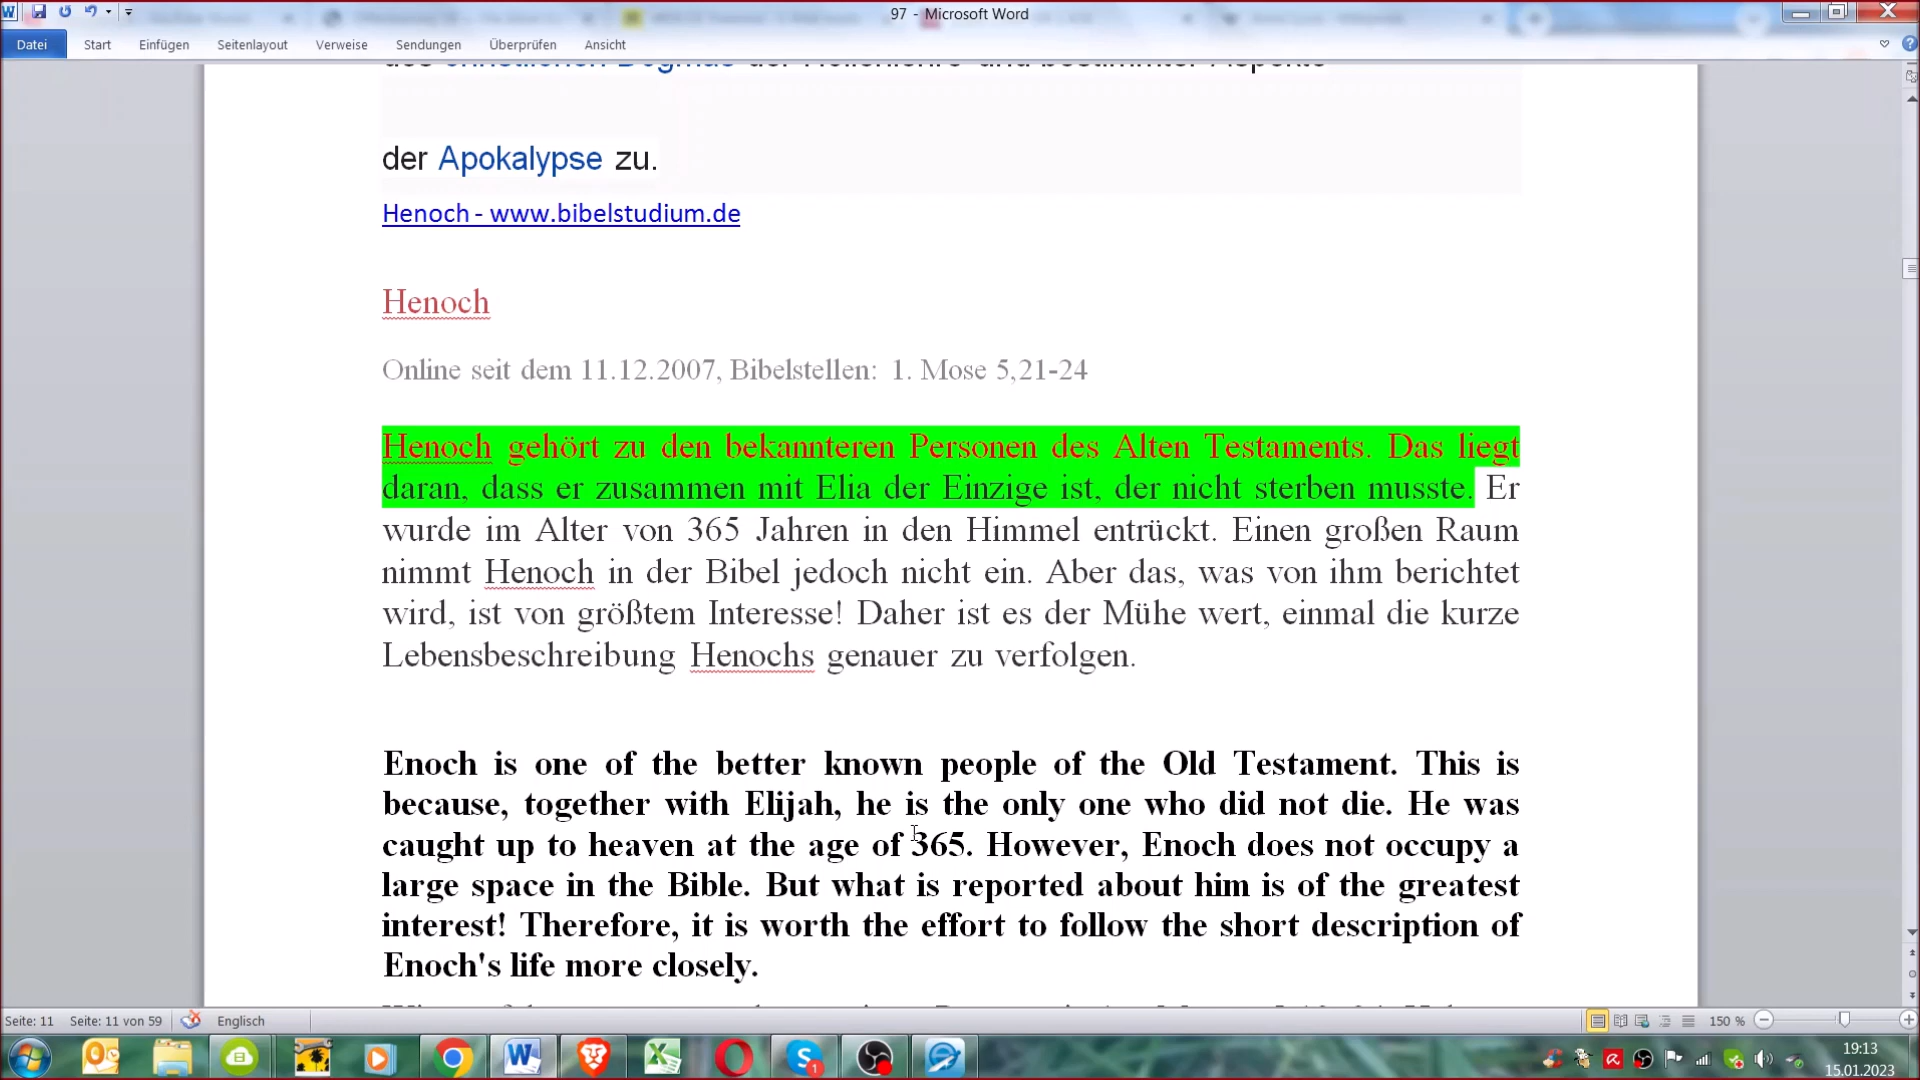 97 - Microsoft Word
Datei Start Einfügen Seitenlayout Verweise Sendungen Überprüfen Ansicht
der Apokalypse zu.
Henoch - www.bibelstudium.de
Henoch
Online seit dem 11.12.2007, Bibelstellen: 1. Mose 5,21-24
Henoch gehört zu den bekannteren Personen des Alten Testaments. Das liegt
daran, dass er zusammen mit Elia der Einzige ist, der nicht sterben musste. Er
wurde im Alter von 365 Jahren in den Himmel entrückt. Einen großen Raum
nimmt Henoch in der Bibel jedoch nicht ein. Aber das, was von ihm berichtet
wird, ist von größtem Interesse! Daher ist es der Mühe wert, einmal die kurze
Lebensbeschreibung Henochs genauer zu verfolgen.
Enoch is one of the better known people of the Old Testament. This is
because, together with Elijah, he is the only one who did not die. He was
caught up to heaven at the age of 365. However, Enoch does not occupy a
large space in the Bible. But what is reported about him is of the greatest
interest! Therefore, it is worth the effort to follow the short description of
Enoch's life more closely.
Seite: 11 Seite: 11 von 59 Englisch 150 %
19:13
15.01.2023